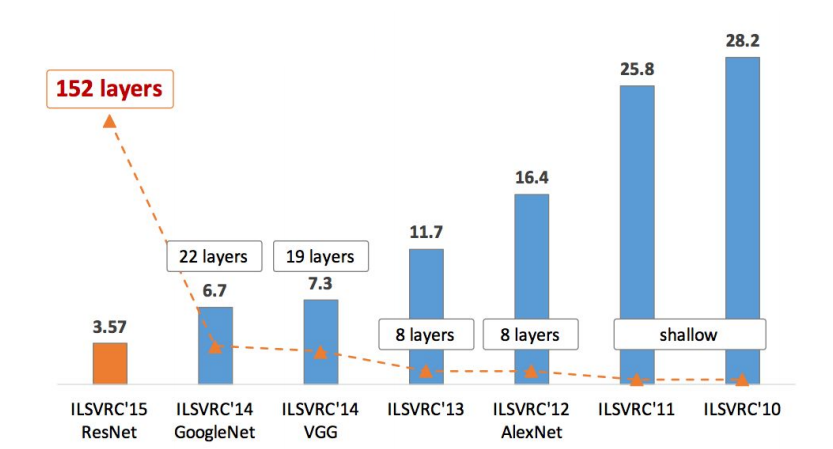 28.2
25.8
152 layers
16.4
11.7
22 layers
19 layers
6.7
7.3
3.57
8 layers
8 layers
shallow
ILSVRC'15
ResNet
ILSVRC'14
GoogleNet
ILSVRC'14
VGG
ILSVRC'13
ILSVRC'12
AlexNet
ILSVRC'11
ILSVRC'10